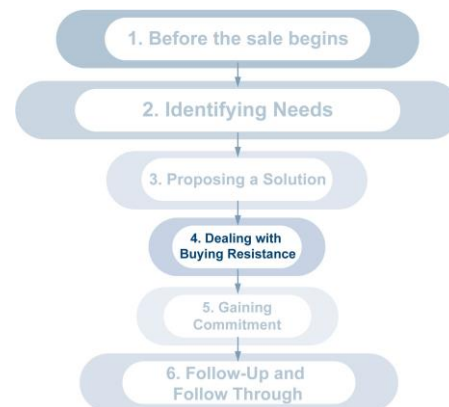 1. Before the sale begins
2. Identifying Needs
3. Proposing a Solution
4. Dealing with
Buying Resistance
5. Gaining
Commitment
6. Follow-Up and
Follow Through